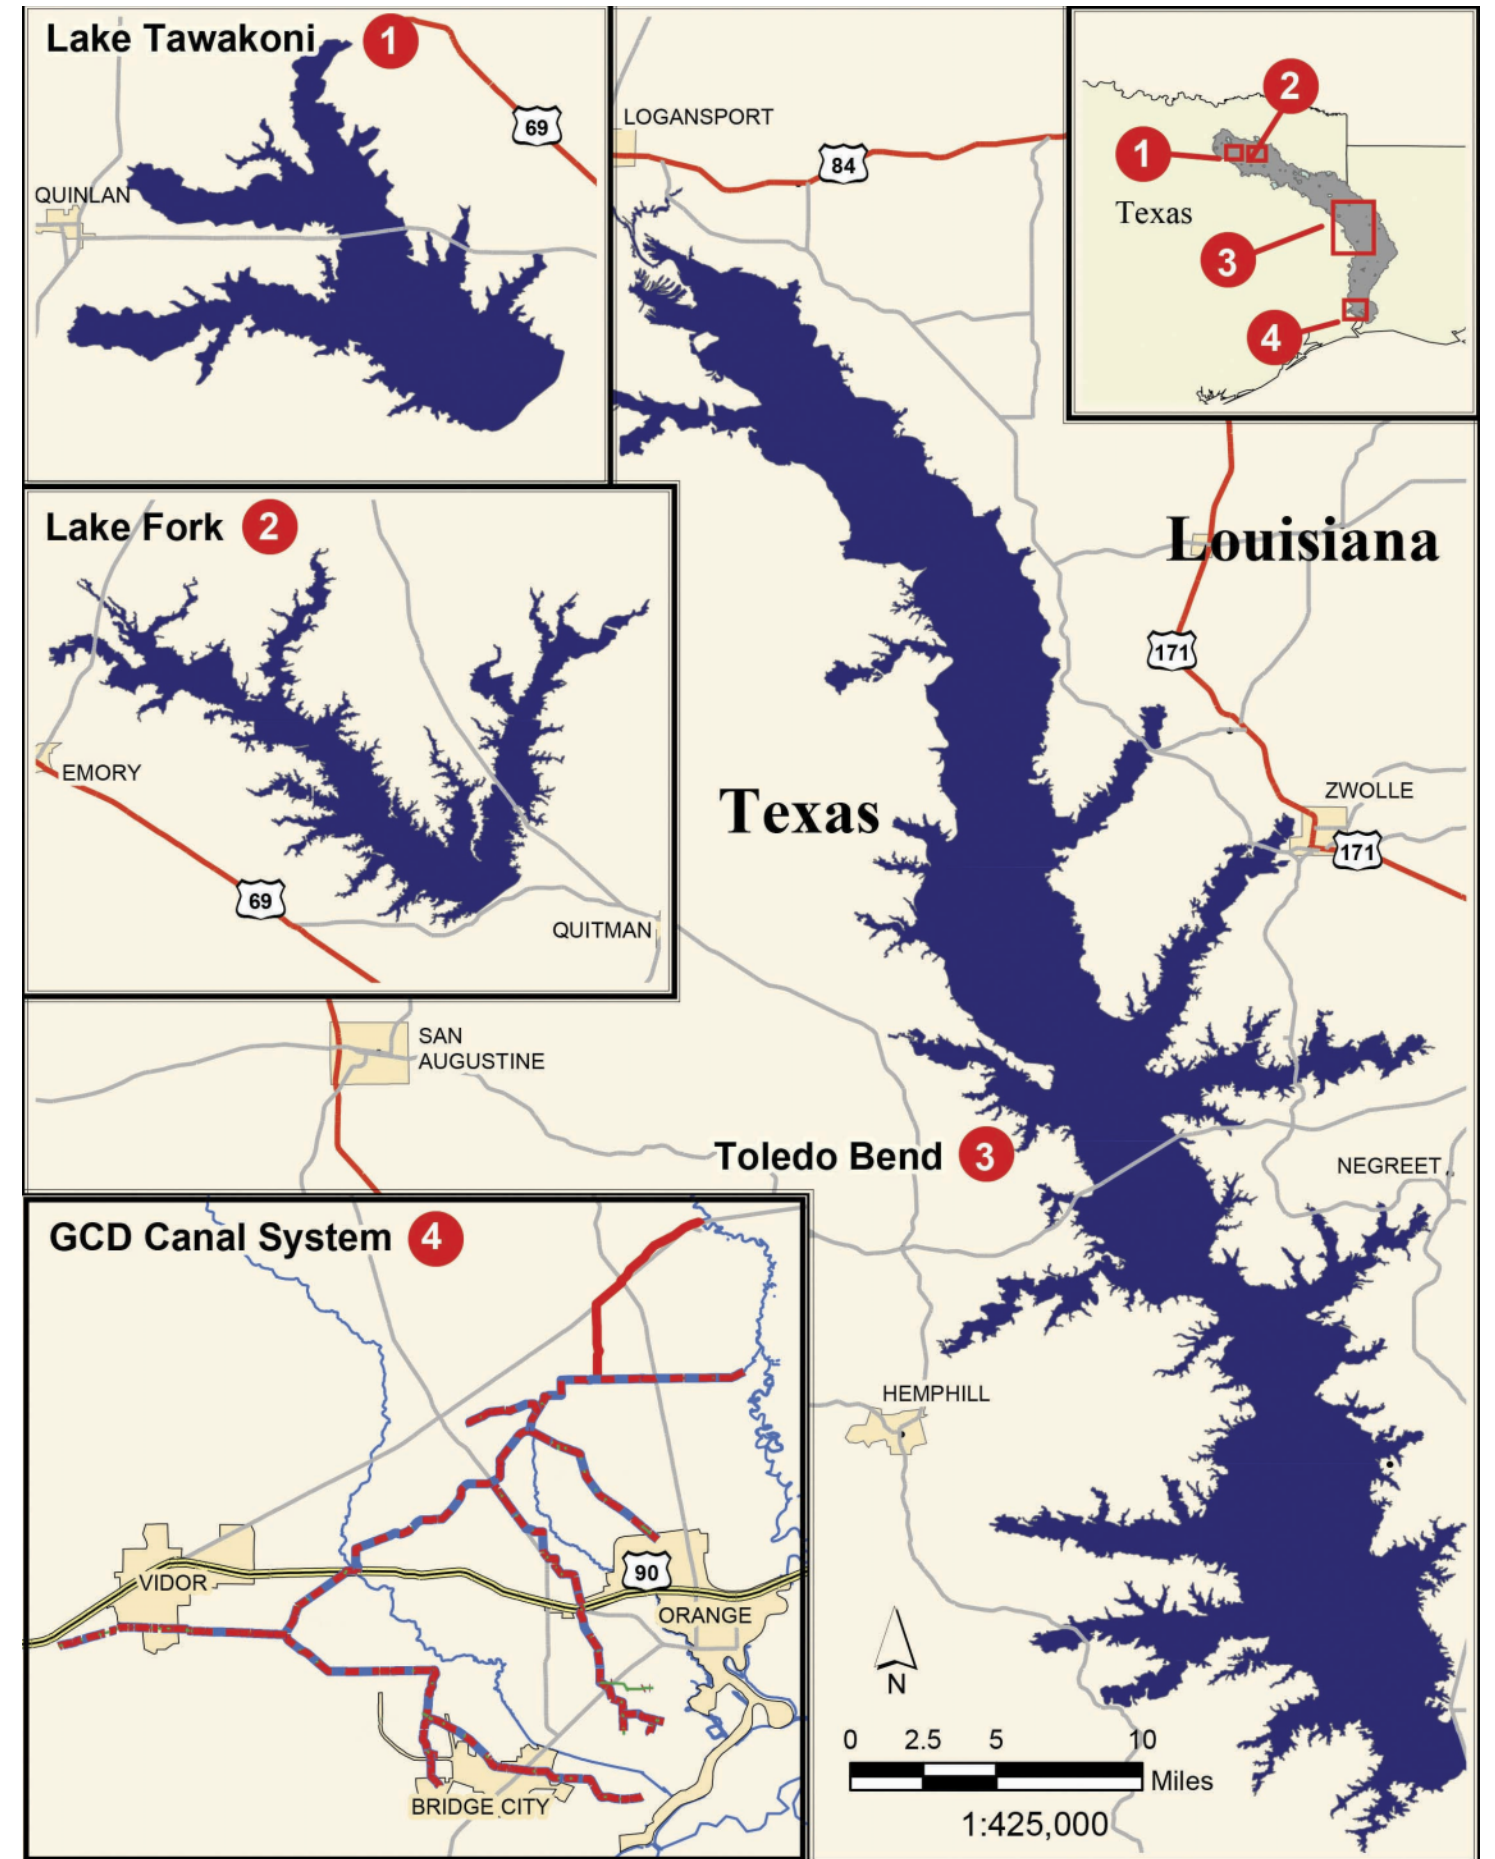 Lake Tawakoni 1
69
QUINLAN
LOGANSPORT
84
2
1
Texas
3
4
Lake Fork 2
EMORY
69
QUITMAN
Louisiana
171
Texas
ZWOLLE
171
SAN
AUGUSTINE
Toledo Bend 3
NEGREET
GCD Canal System 4
VIDOR
90
ORANGE
BRIDGE CITY
HEMPHILL
N
0 2.5 5 10
Miles
1:425,000